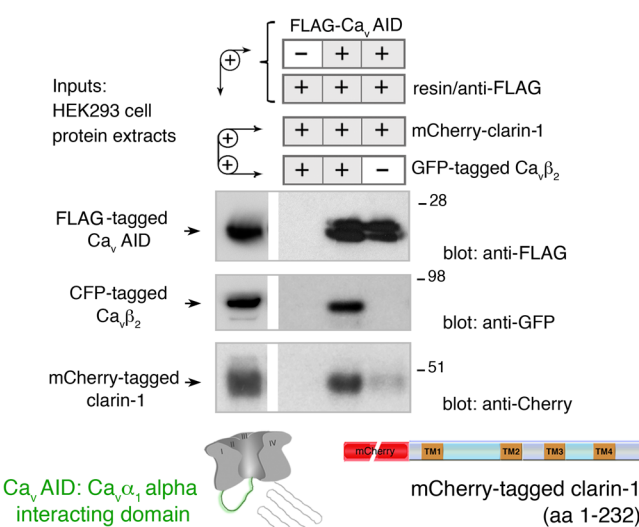 FLAG-Cav AID
− + +
Inputs:
HEK293 cell
protein extracts
+
+ + + resin/anti-FLAG
+ + + mCherry-clarin-1
+
+
+ + − GFP-tagged Cavβ2
FLAG-tagged
Cav AID
28
blot: anti-FLAG
CFP-tagged
Cavβ2
98
blot: anti-GFP
mCherry-tagged
clarin-1
51
blot: anti-Cherry
I II III IV
mCherry TM1 TM2 TM3 TM4
Cav AID: Cavα1 alpha
interacting domain
mCherry-tagged clarin-1
(aa 1-232)